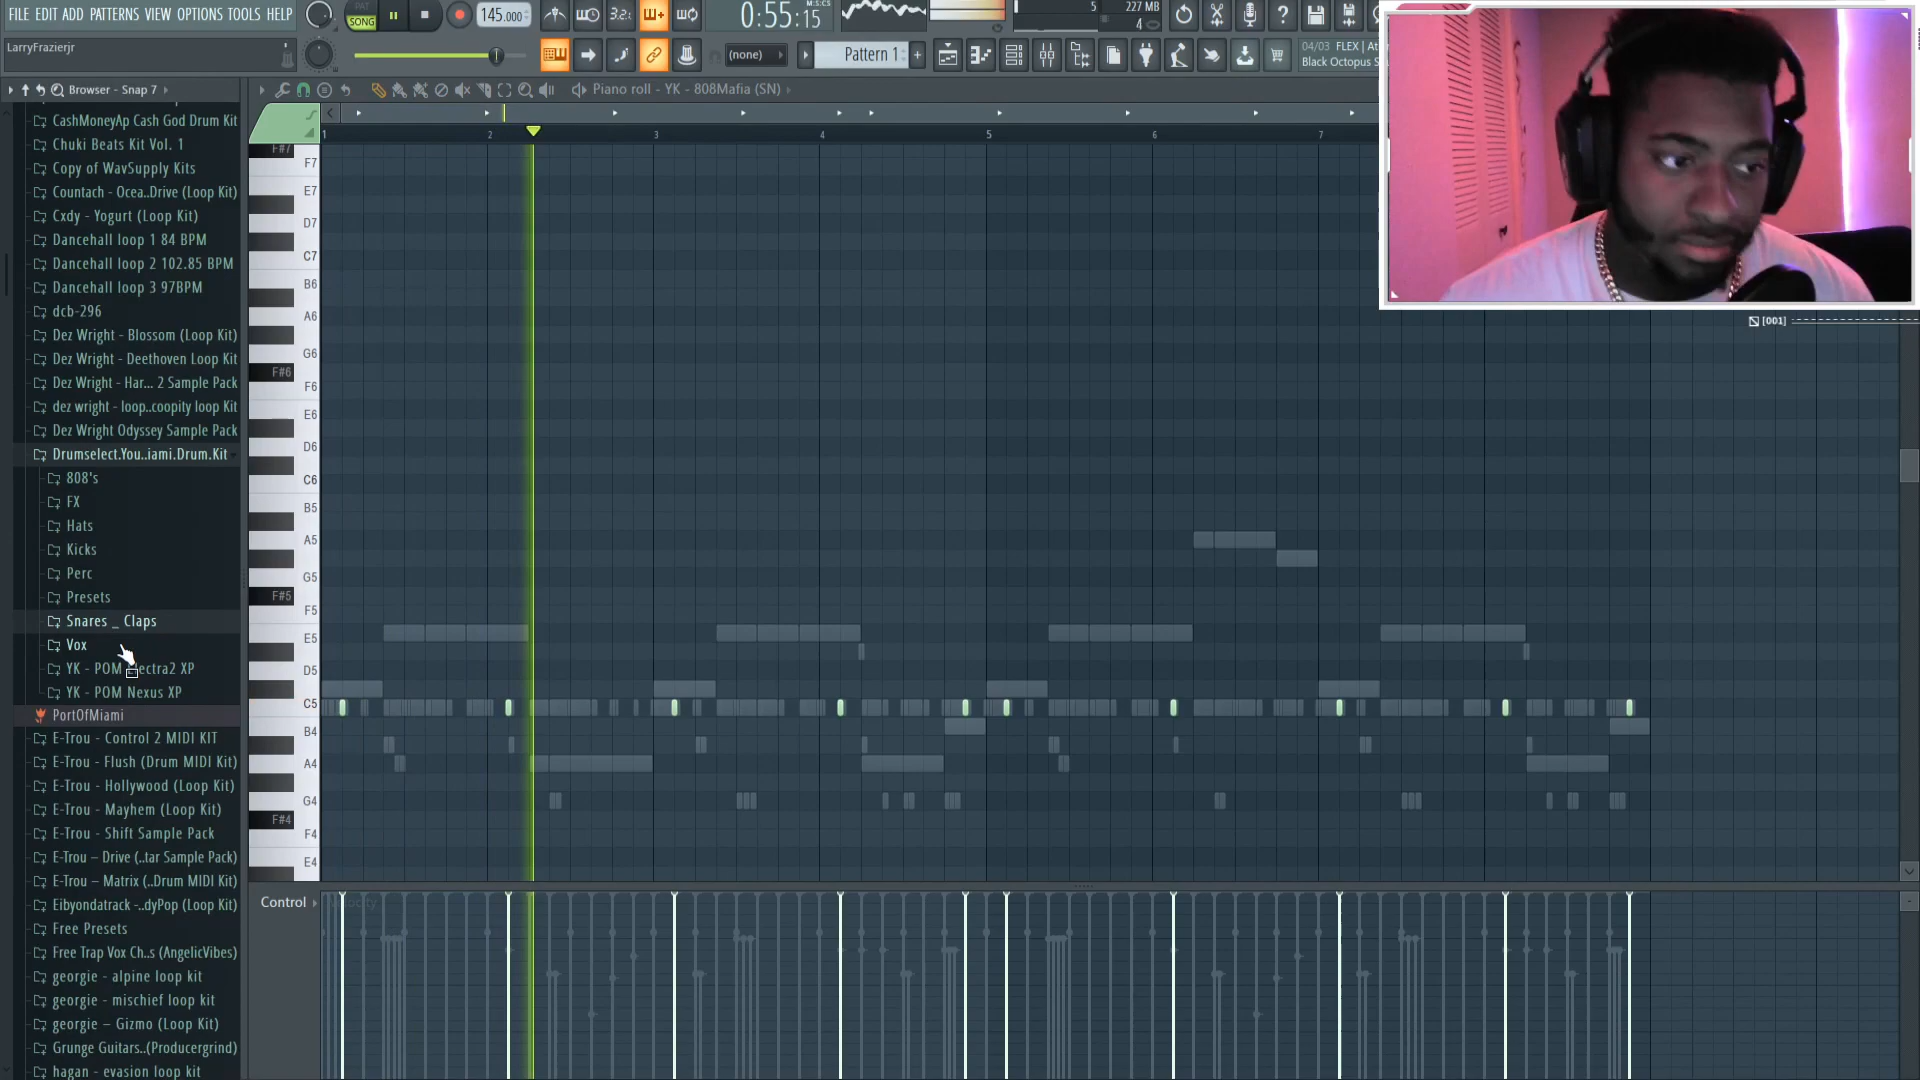 FILE EDIT ADD PATTERNS VIEW OPTIONS TOOLS HELP
PAT
SONG
145.000
3.2.
0:55:15
M:S:CS
5
227 MB
4
LarryFrazierjr
(none)
Pattern 1
04/03 FLEX | At
Black Octopus S
Browser - Snap 7
Piano roll - YK - 808Mafia (SN)
CashMoneyAp Cash God Drum Kit
Chuki Beats Kit Vol. 1
Copy of WavSupply Kits
Countach - Ocea..Drive (Loop Kit)
Cxdy - Yogurt (Loop Kit)
Dancehall loop 1 84 BPM
Dancehall loop 2 102.85 BPM
Dancehall loop 3 97BPM
dcb-296
Dez Wright - Blossom (Loop Kit)
Dez Wright - Deethoven Loop Kit
Dez Wright - Har... 2 Sample Pack
dez wright - loop..coopity loop Kit
Dez Wright Odyssey Sample Pack
Drumselect.You..iami.Drum.Kit
808's
FX
Hats
Kicks
Perc
Presets
Snares _ Claps
Vox
YK - POM ectra2 XP
YK - POM Nexus XP
PortOfMiami
E-Trou - Control 2 MIDI KIT
E-Trou - Flush (Drum MIDI Kit)
E-Trou - Hollywood (Loop Kit)
E-Trou - Mayhem (Loop Kit)
E-Trou - Shift Sample Pack
E-Trou – Drive (..tar Sample Pack)
E-Trou – Matrix (..Drum MIDI Kit)
Eibyondatrack -..dyPop (Loop Kit)
Free Presets
Free Trap Vox Ch..s (AngelicVibes)
georgie - alpine loop kit
georgie - mischief loop kit
georgie – Gizmo (Loop Kit)
Grunge Guitars..(Producergrind)
hagan - evasion loop kit
1 2 3 4 5 6 7
F#7
F7
E7
D7
C7
B6
A6
G6
F#6
F6
E6
D6
C6
B5
A5
G5
F#5
F5
E5
D5
C5
B4
A4
G4
F#4
F4
E4
Control
Velocity
[001]